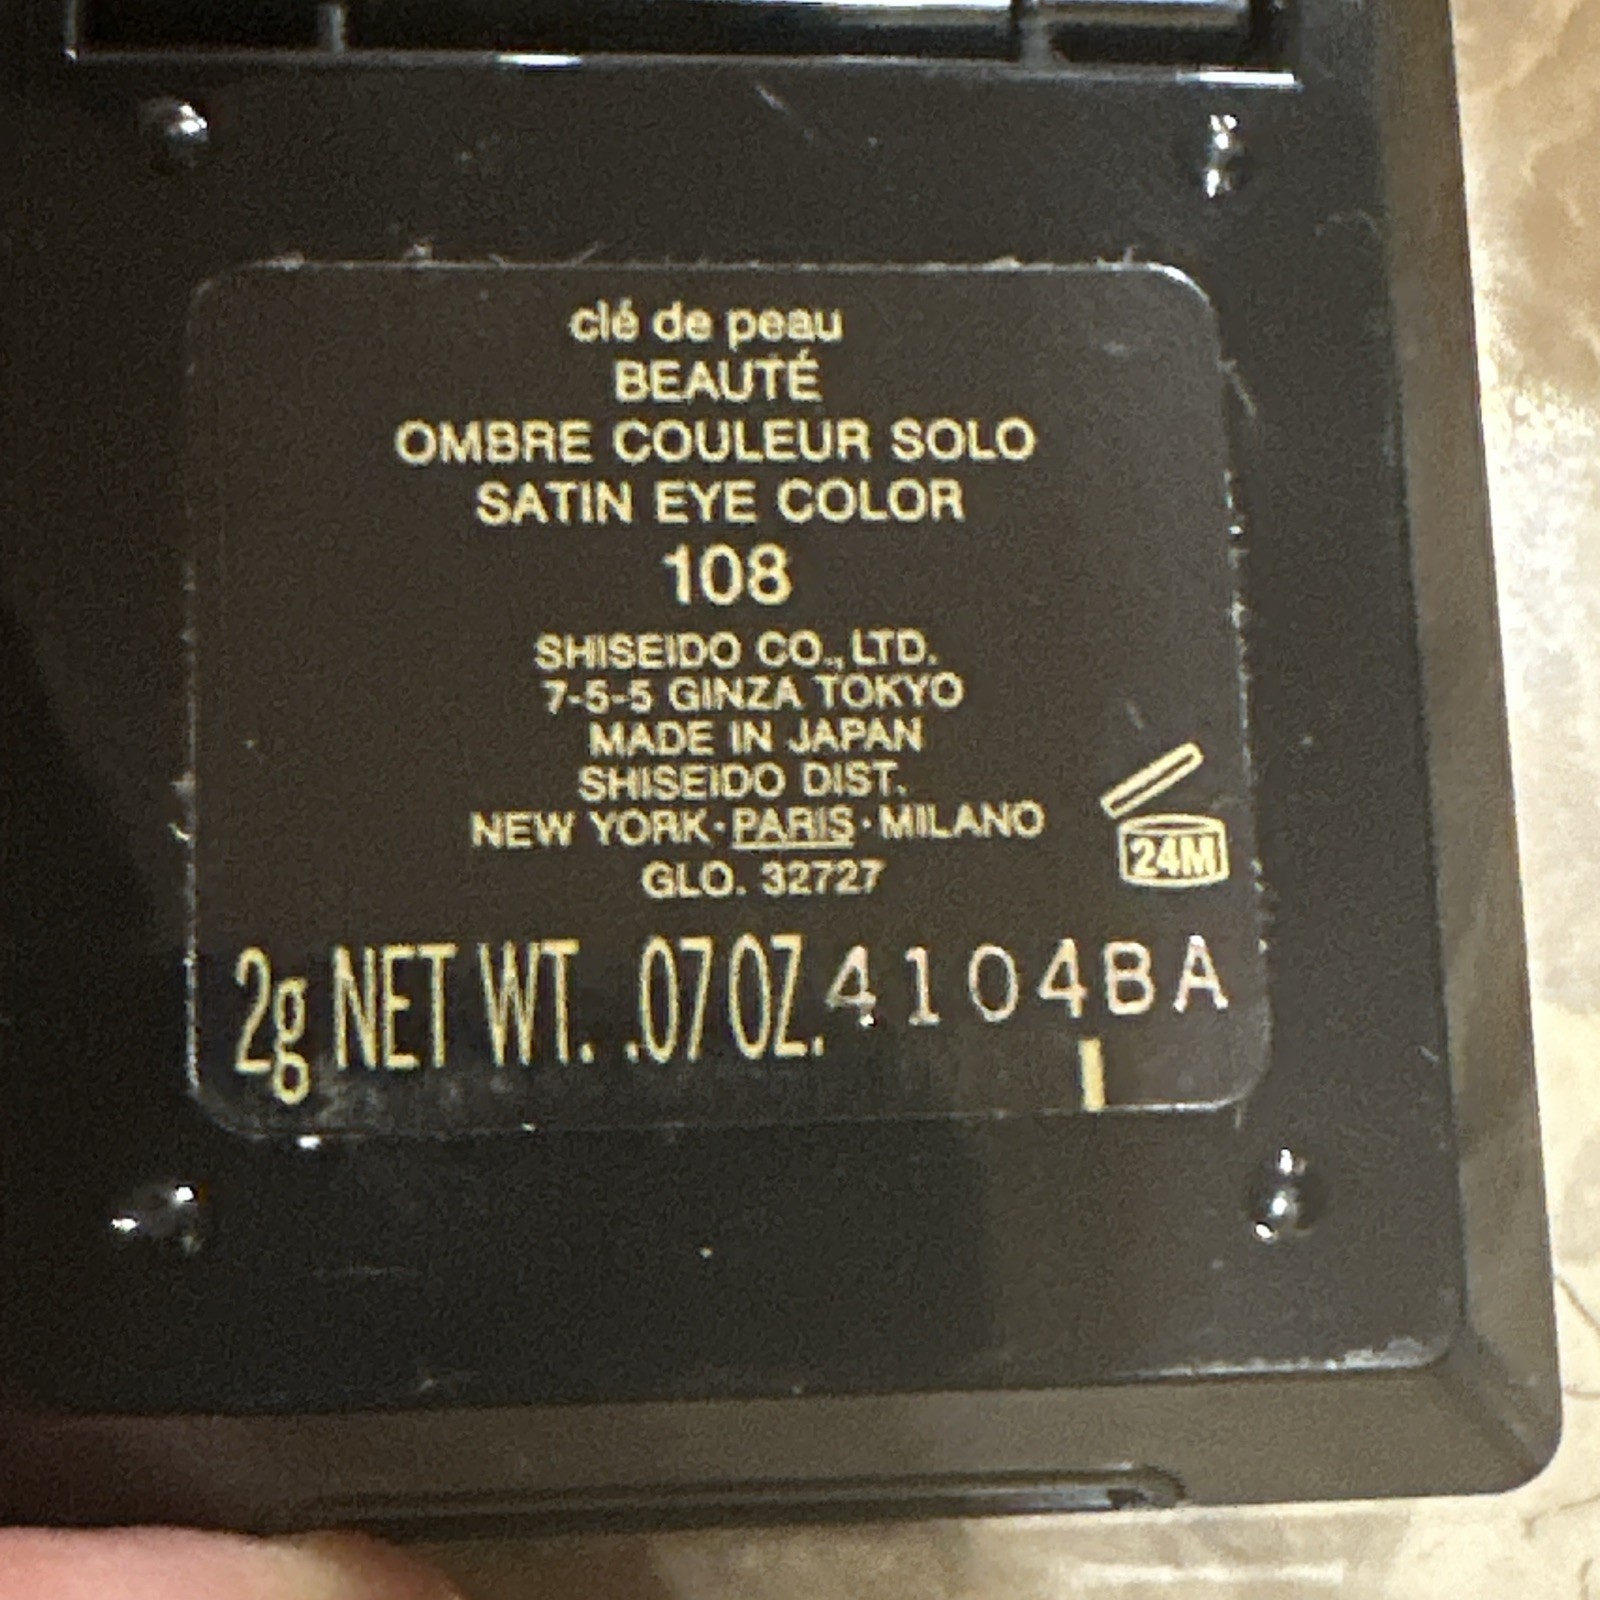 clé de peau
BEAUTÉ
OMBRE COULEUR SOLO
SATIN EYE COLOR
108
SHISEIDO CO., LTD.
7-5-5 GINZA TOKYO
MADE IN JAPAN
SHISEIDO DIST.
NEW YORK·PARIS·MILANO
GLO. 32727
24M
2g NET WT. .07 OZ. 4104BA